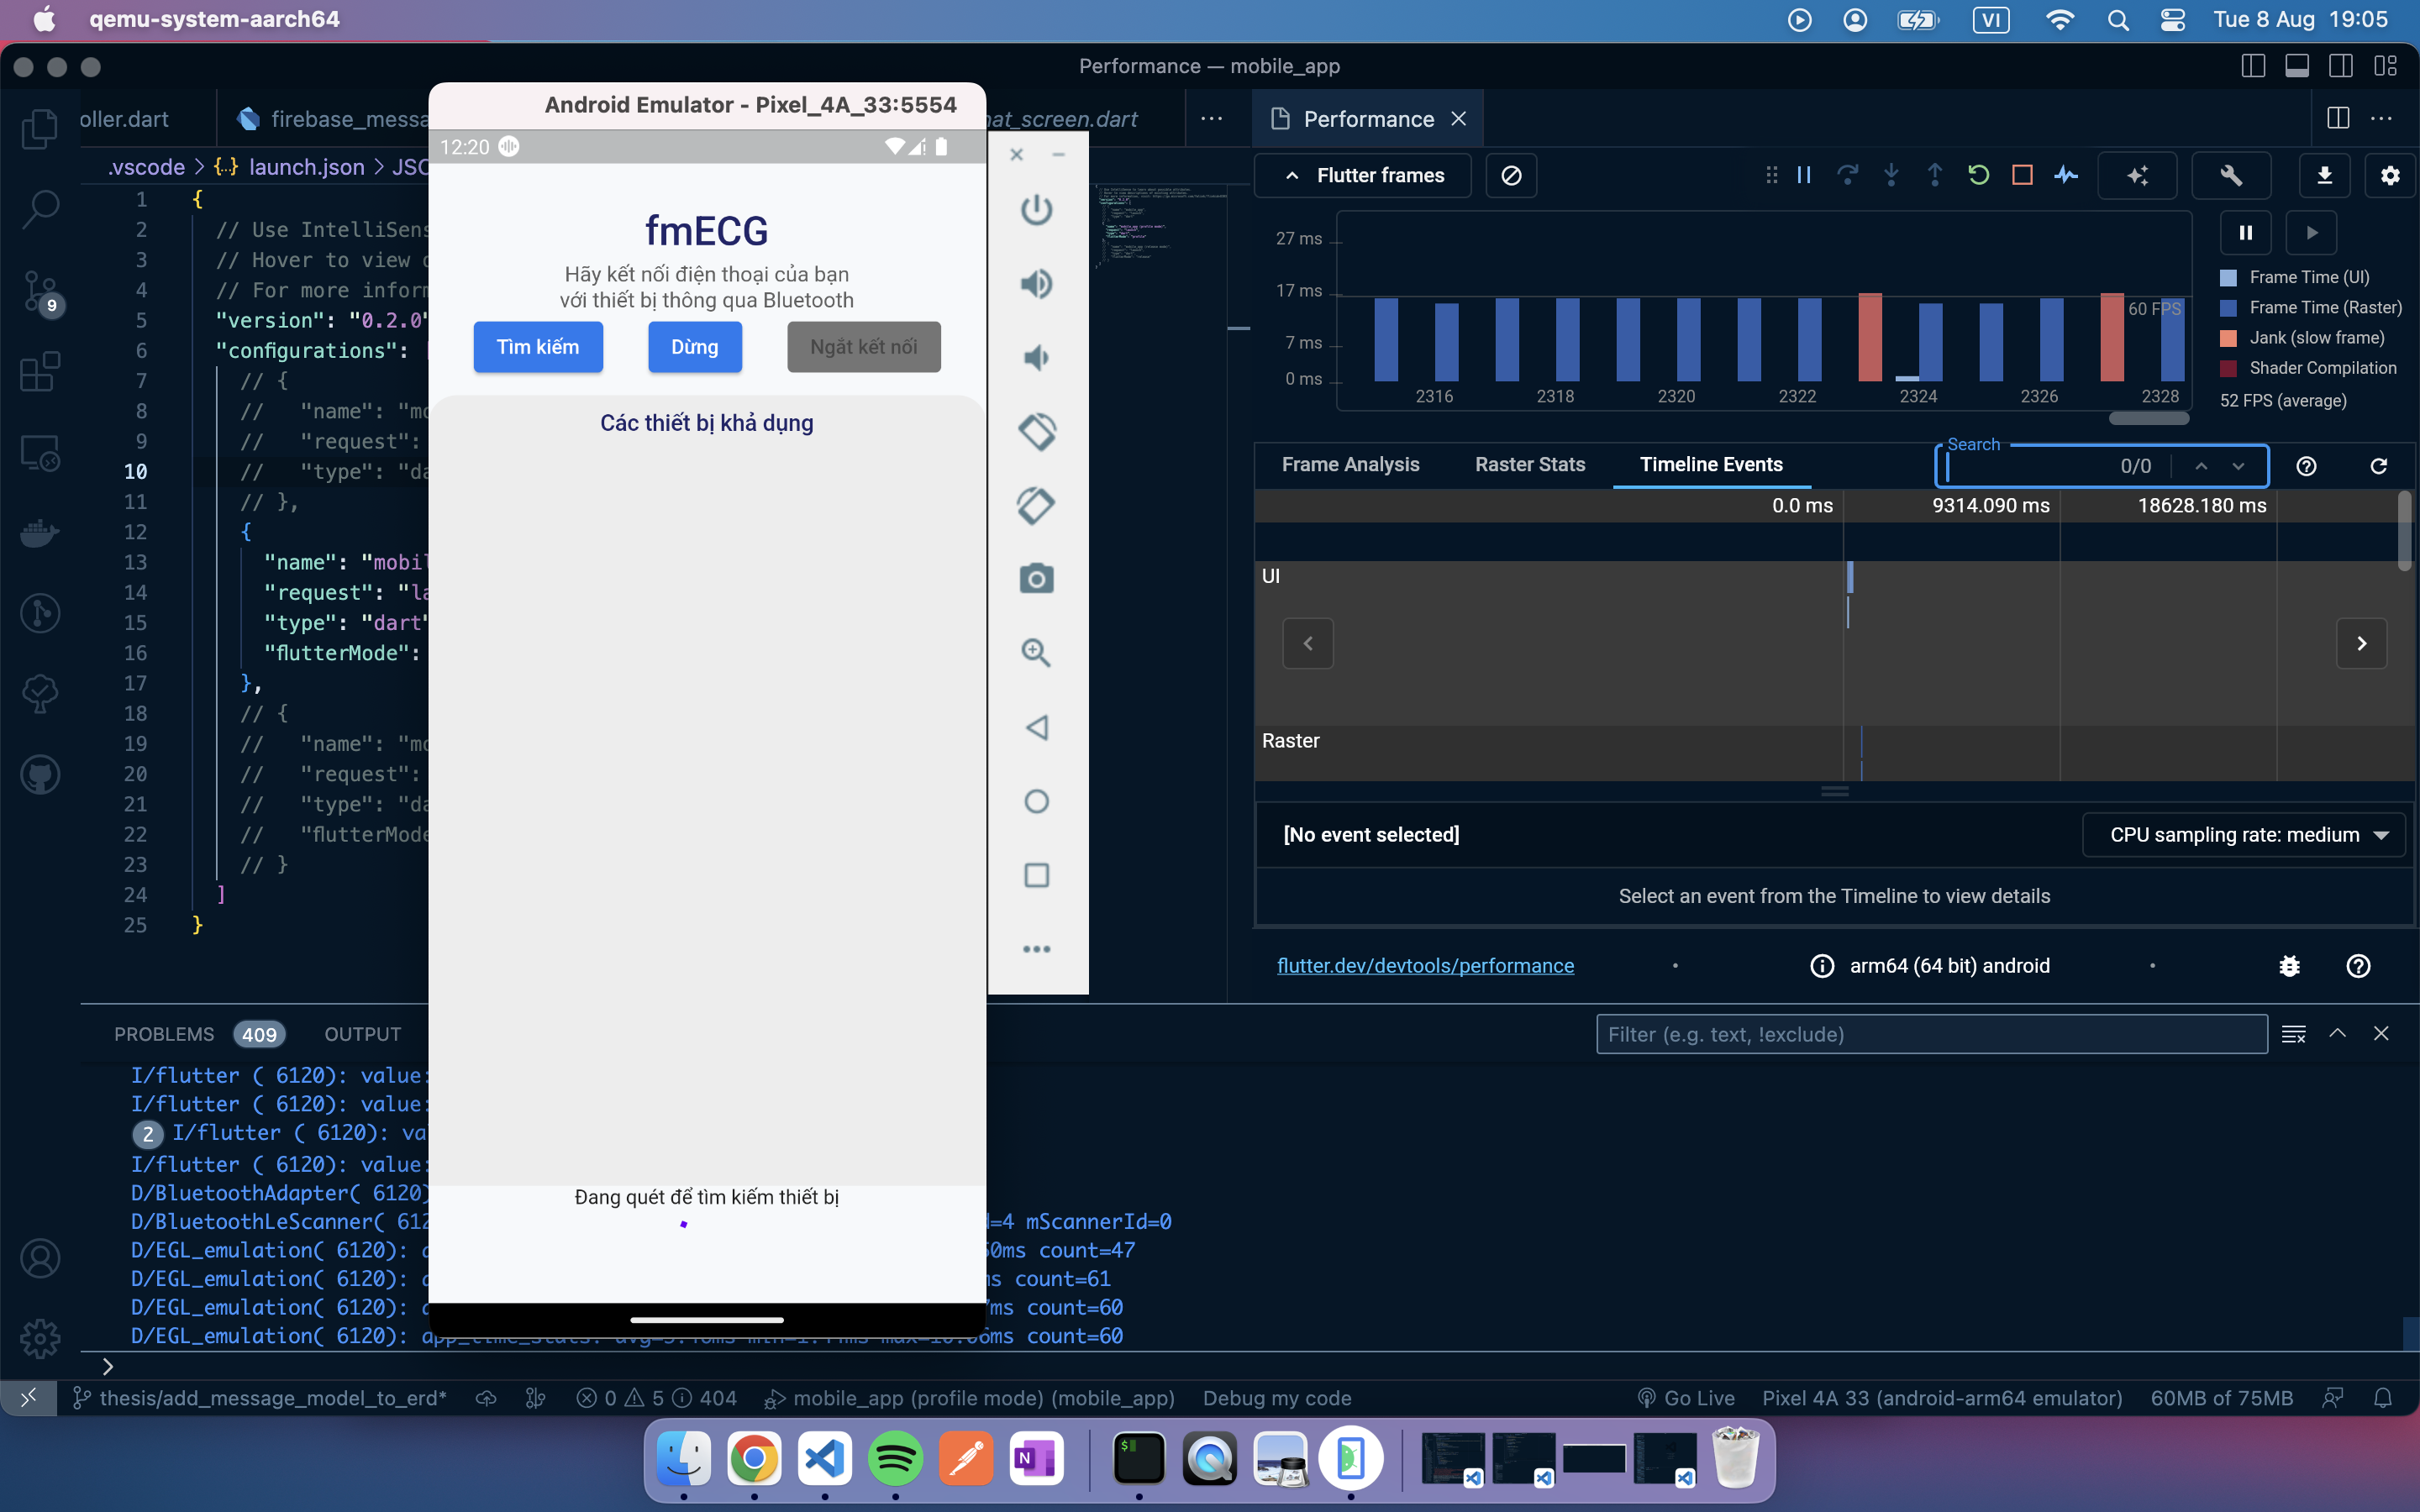 qemu-system-aarch64
VI
Tue 8 Aug 19:05
Performance — mobile_app
oller.dart
firebase_messa
hat_screen.dart
Performance
.vscode > {..} launch.json > JSC
1 {
2 // Use IntelliSens
3 // Hover to view
4 // For more inform
5 "version": "0.2.0"
6 "configurations":
7 // {
8 // "name": "mo
9 // "request":
10 // "type": "da
11 // },
12 {
13 "name": "mobil
14 "request": "la
15 "type": "dart"
16 "flutterMode":
17 },
18 // {
19 // "name": "mo
20 // "request":
21 // "type": "da
22 // "flutterMode
23 // }
24 ]
25 }
9
Android Emulator - Pixel_4A_33:5554
12:20
fmECG
Hãy kết nối điện thoại của bạn
với thiết bị thông qua Bluetooth
Tìm kiếm
Dừng
Ngắt kết nối
Các thiết bị khả dụng
Đang quét để tìm kiếm thiết bị
Flutter frames
27 ms
17 ms
7 ms
0 ms
60 FPS
2316 2318 2320 2322 2324 2326 2328
Frame Time (UI)
Frame Time (Raster)
Jank (slow frame)
Shader Compilation
52 FPS (average)
Frame Analysis
Raster Stats
Timeline Events
Search
0/0
0.0 ms
9314.090 ms
18628.180 ms
UI
Raster
[No event selected]
CPU sampling rate: medium
Select an event from the Timeline to view details
flutter.dev/devtools/performance
•
arm64 (64 bit) android
•
PROBLEMS 409
OUTPUT
Filter (e.g. text, !exclude)
I/flutter ( 6120): value:
I/flutter ( 6120): value:
2 I/flutter ( 6120): va
I/flutter ( 6120): value:
D/BluetoothAdapter( 6120)
D/BluetoothLeScanner( 612 d=4 mScannerId=0
D/EGL_emulation( 6120): 0ms count=47
D/EGL_emulation( 6120): ms count=61
D/EGL_emulation( 6120): 7ms count=60
D/EGL_emulation( 6120): 6ms count=60
thesis/add_message_model_to_erd*
0 5 404
mobile_app (profile mode) (mobile_app)
Debug my code
Go Live
Pixel 4A 33 (android-arm64 emulator)
60MB of 75MB